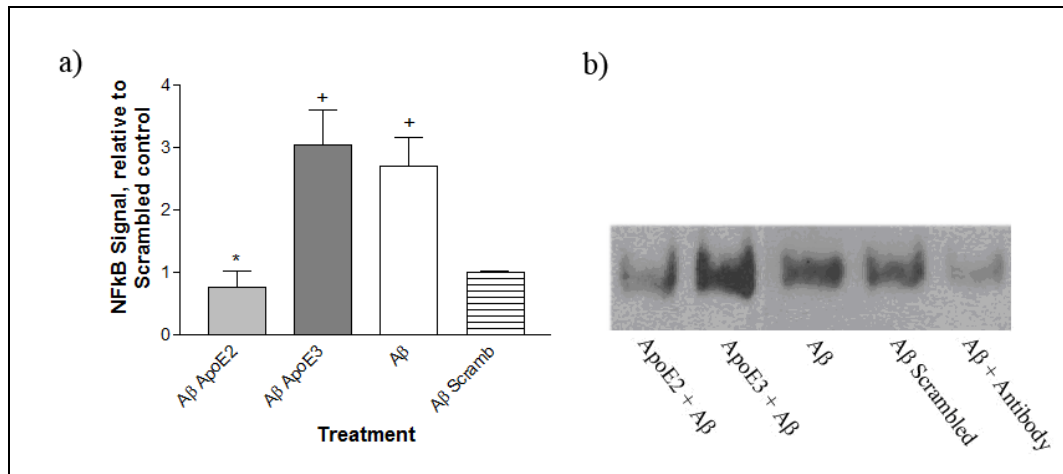 a)
NFkB Signal, relative to
Scrambled control
4
3
2
1
0
*
+
+
Aβ ApoE2
Aβ ApoE3
Aβ
Aβ Scramb
Treatment
b)
ApoE2 + Aβ
ApoE3 + Aβ
Aβ
Aβ Scrambled
Aβ + Antibody